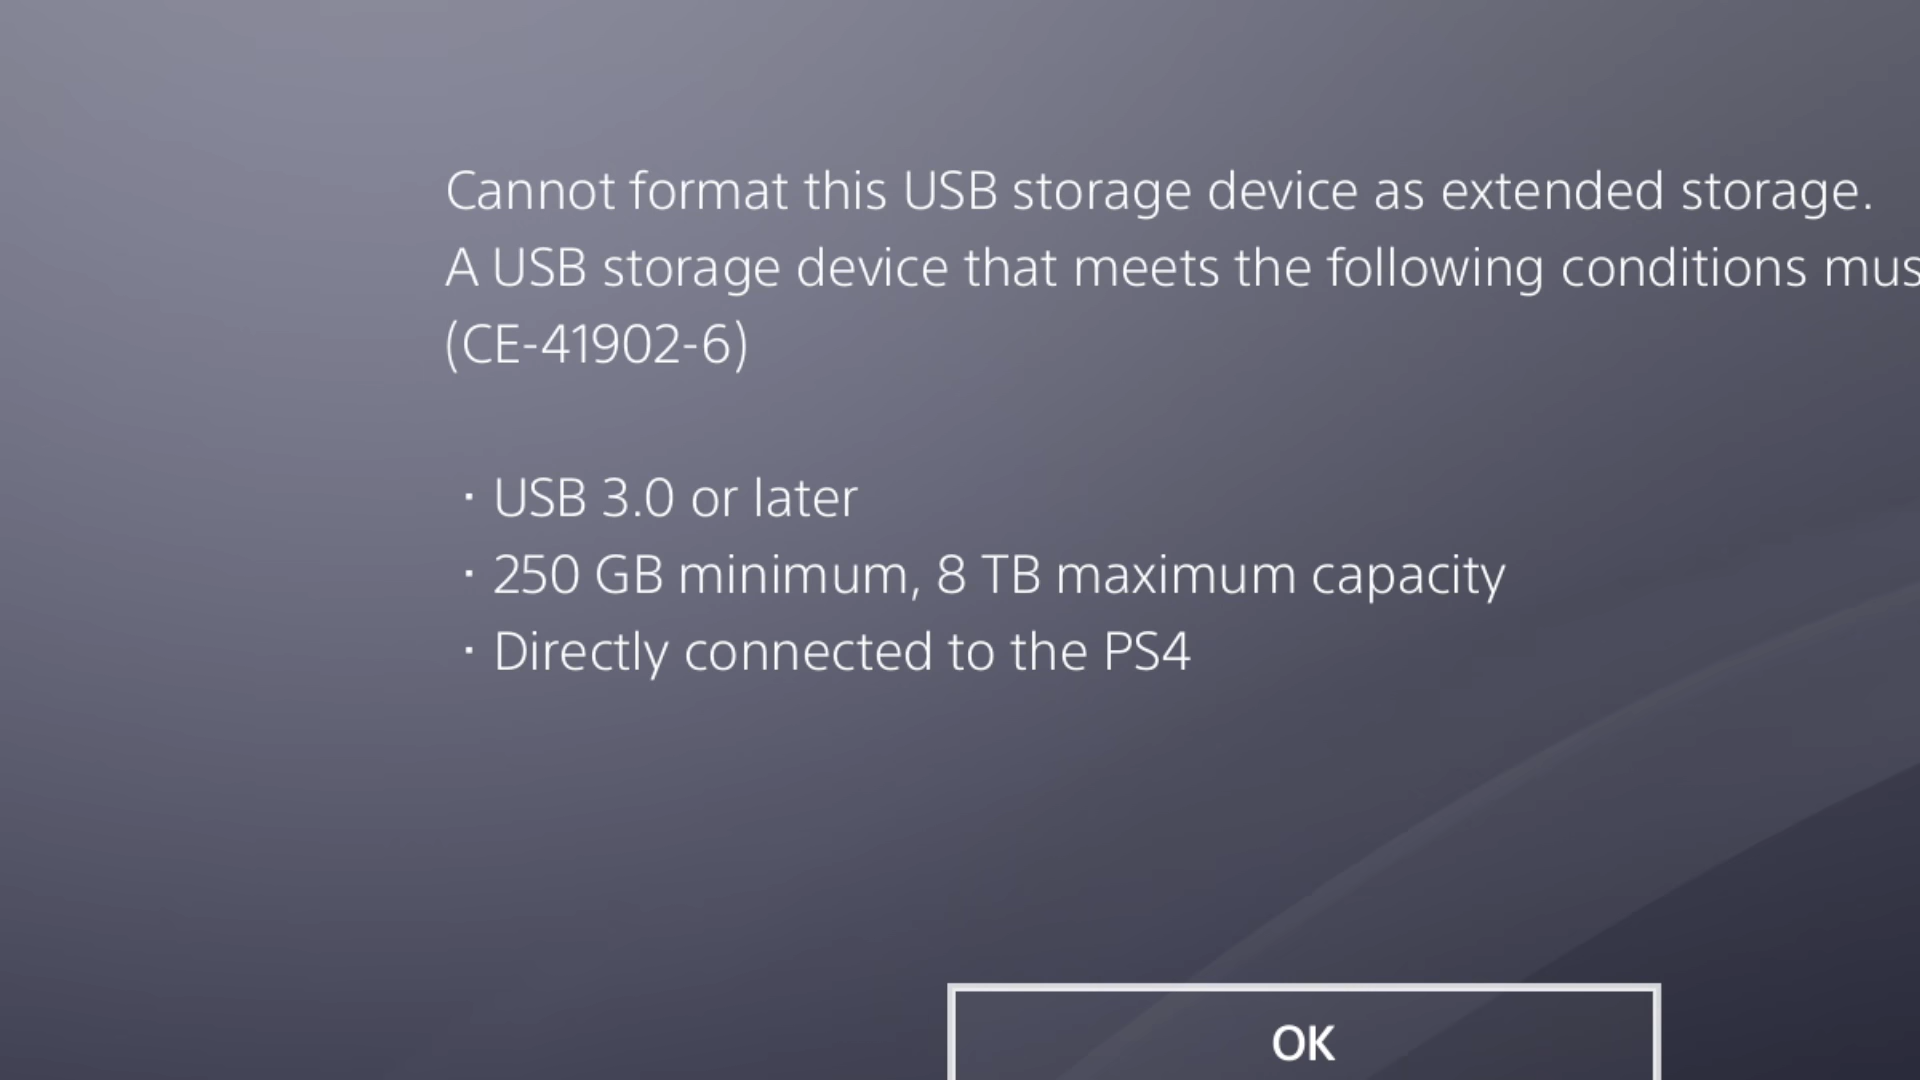 Cannot format this USB storage device as extended storage.
A USB storage device that meets the following conditions mus
(CE-41902-6)
· USB 3.0 or later
· 250 GB minimum, 8 TB maximum capacity
· Directly connected to the PS4
OK